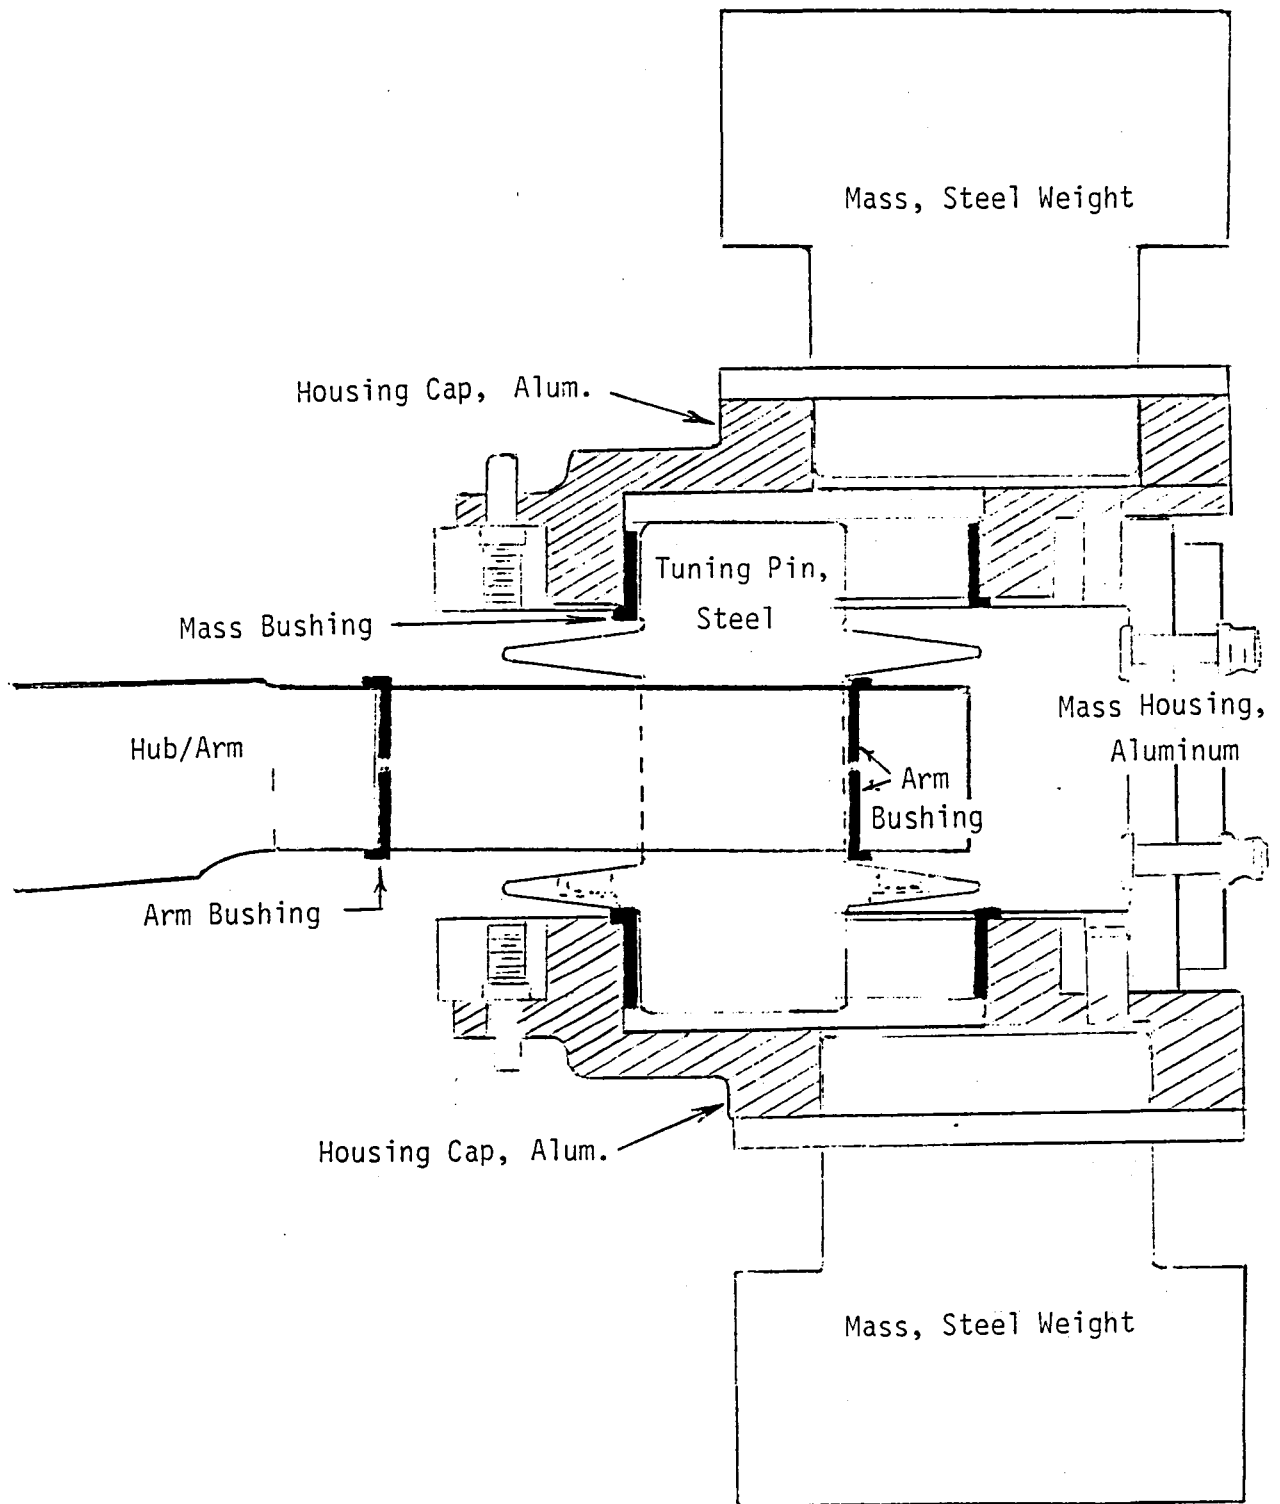 Mass, Steel Weight
Housing Cap, Alum.
Tuning Pin,
Steel
Mass Bushing
Mass Housing,
Aluminum
Hub/Arm
Arm
Bushing
Arm Bushing
Housing Cap, Alum.
Mass, Steel Weight